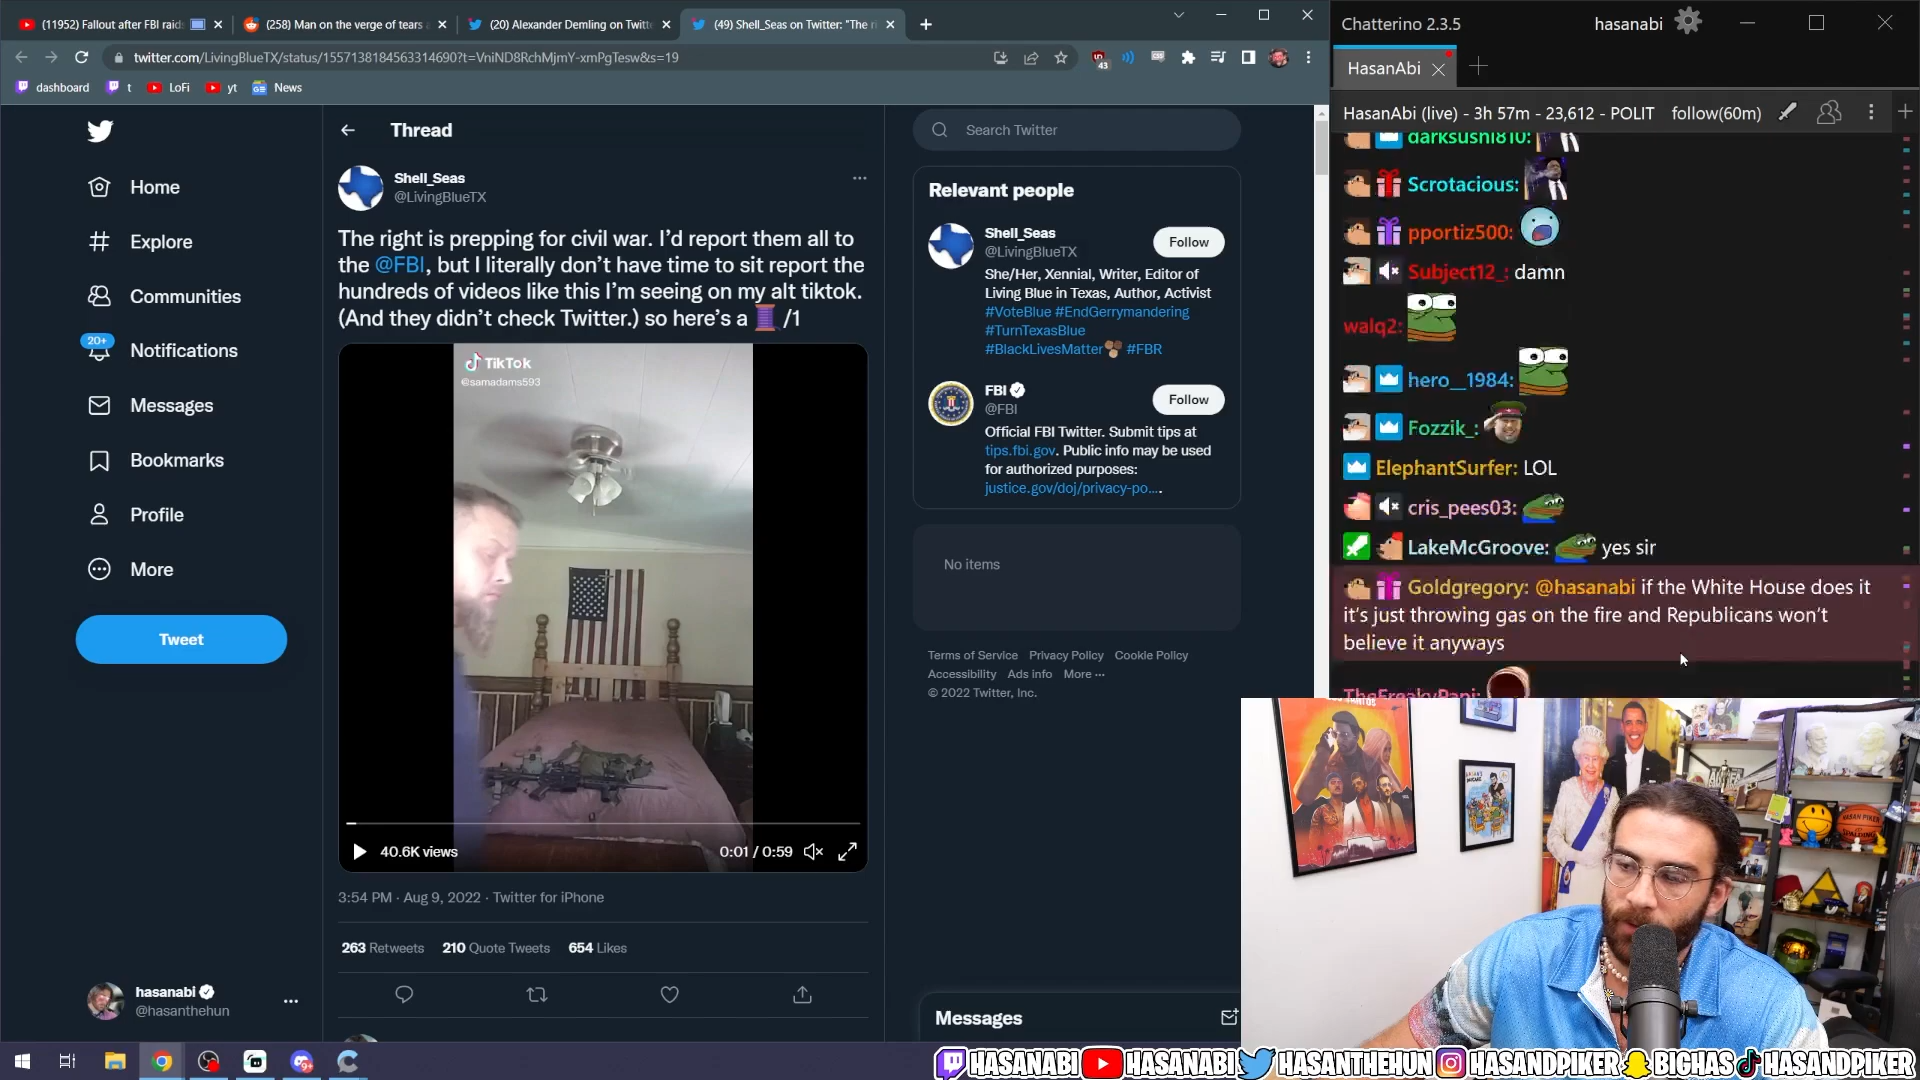 (11952) Fallout after FBI raids
(258) Man on the verge of tears a
(20) Alexander Demling on Twitte
(49) Shell_Seas on Twitter: "The ri
twitter.com/LivingBlueTX/status/1557138184563314690?t=VniND8RchMjmY-xmPgTesw&s=19
43
dashboard
t
LoFi
yt
News
Home
Explore
Communities
20+
Notifications
Messages
Bookmarks
Profile
More
Tweet
hasanabi
@hasanthehun
Thread
Shell_Seas
@LivingBlueTX
The right is prepping for civil war. I'd report them all to
the @FBI, but I literally don't have time to sit report the
hundreds of videos like this I'm seeing on my alt tiktok.
(And they didn't check Twitter.) so here's a 🧵 /1
TikTok
@samadams593
40.6K views
0:01 / 0:59
3:54 PM · Aug 9, 2022 · Twitter for iPhone
263 Retweets 210 Quote Tweets 654 Likes
Search Twitter
Relevant people
Shell_Seas
@LivingBlueTX
Follow
She/Her, Xennial, Writer, Editor of
Living Blue in Texas, Author, Activist
#VoteBlue #EndGerrymandering
#TurnTexasBlue
#BlackLivesMatter #FBR
FBI
@FBI
Follow
Official FBI Twitter. Submit tips at
tips.fbi.gov. Public info may be used
for authorized purposes:
justice.gov/doj/privacy-po….
No items
Terms of Service Privacy Policy Cookie Policy
Accessibility Ads info More ···
© 2022 Twitter, Inc.
Messages
Chatterino 2.3.5
hasanabi
HasanAbi
HasanAbi (live) - 3h 57m - 23,612 - POLIT
follow(60m)
darksushi810:
Scrotacious:
pportiz500:
Subject12_: damn
walq2:
hero__1984:
Fozzik_:
ElephantSurfer: LOL
cris_pees03:
LakeMcGroove: yes sir
Goldgregory: @hasanabi if the White House does it
it's just throwing gas on the fire and Republicans won't
believe it anyways
TheFreakyPapi:
HASANABI HASANABI HASANTHEHUN HASANDPIKER BIGHAS HASANDPIKER